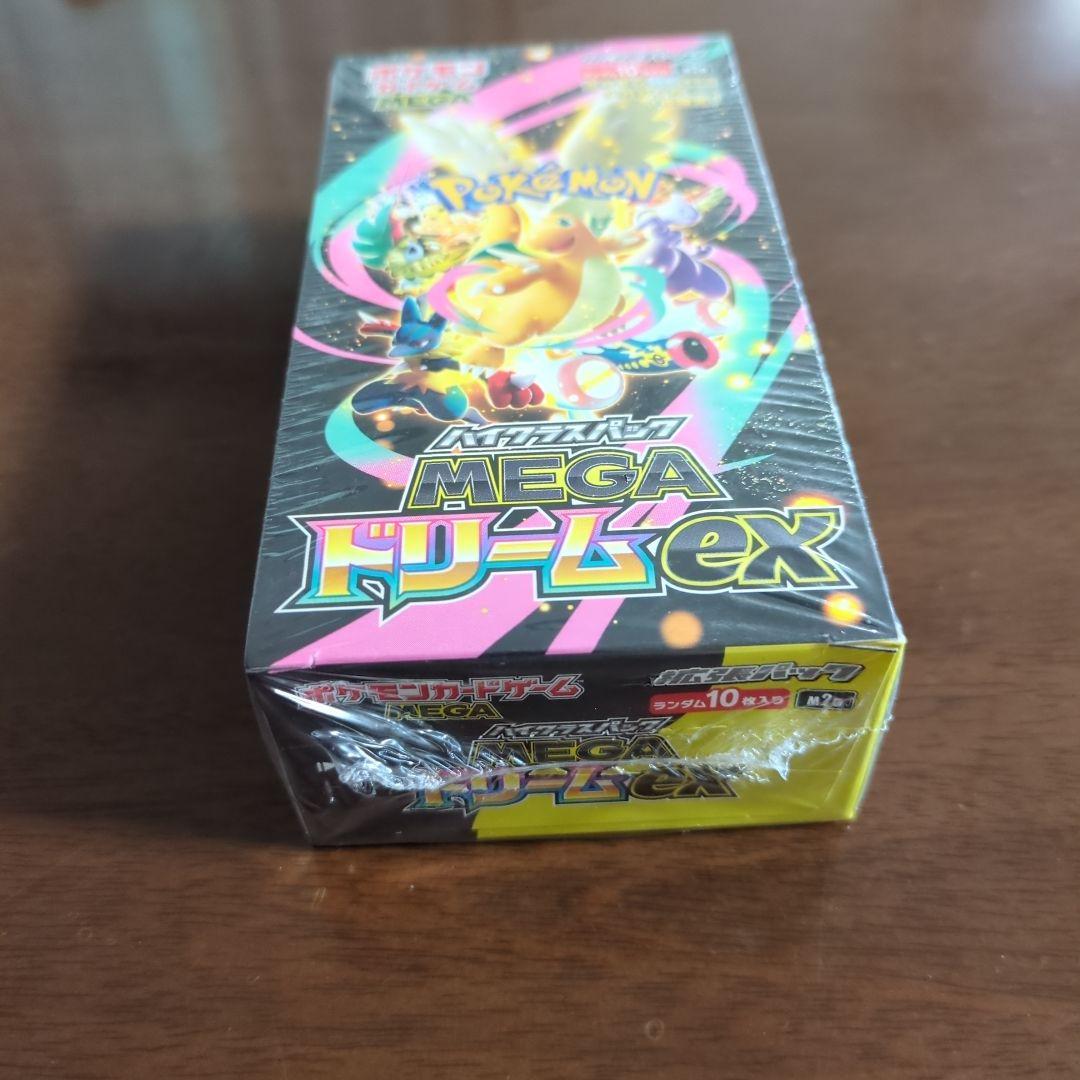 ポケモン
カードゲーム
MEGA
POKÉMON
ハイクラスパック
MEGA
ドリームex
ポケモンカードゲーム
MEGA
拡張パック
ランダム10枚入り
ハイクラスパック
MEGA
ドリームex